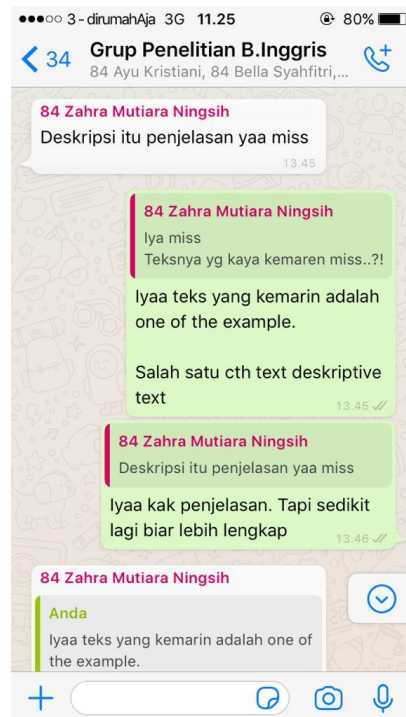 3-dirumahAja 3G 11.25 80%
34 Grup Penelitian B.Inggris
84 Ayu Kristiani, 84 Bella Syahfitri,...
84 Zahra Mutiara Ningsih
Deskripsi itu penjelasan yaa miss
13.45
84 Zahra Mutiara Ningsih
Iya miss
Teksnya yg kaya kemaren miss..?!
Iyaa teks yang kemarin adalah
one of the example.
Salah satu cth text deskriptive
text
13.45
84 Zahra Mutiara Ningsih
Deskripsi itu penjelasan yaa miss
Iyaa kak penjelasan. Tapi sedikit
lagi biar lebih lengkap
13.46
84 Zahra Mutiara Ningsih
Anda
Iyaa teks yang kemarin adalah one of
the example.